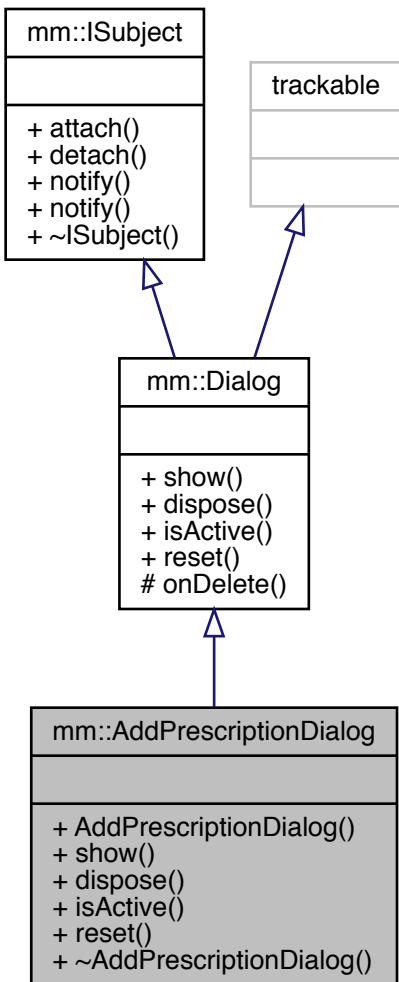 mm::ISubject
+ attach()
+ detach()
+ notify()
+ notify()
+ ~ISubject()
trackable
mm::Dialog
+ show()
+ dispose()
+ isActive()
+ reset()
# onDelete()
mm::AddPrescriptionDialog
+ AddPrescriptionDialog()
+ show()
+ dispose()
+ isActive()
+ reset()
+ ~AddPrescriptionDialog()